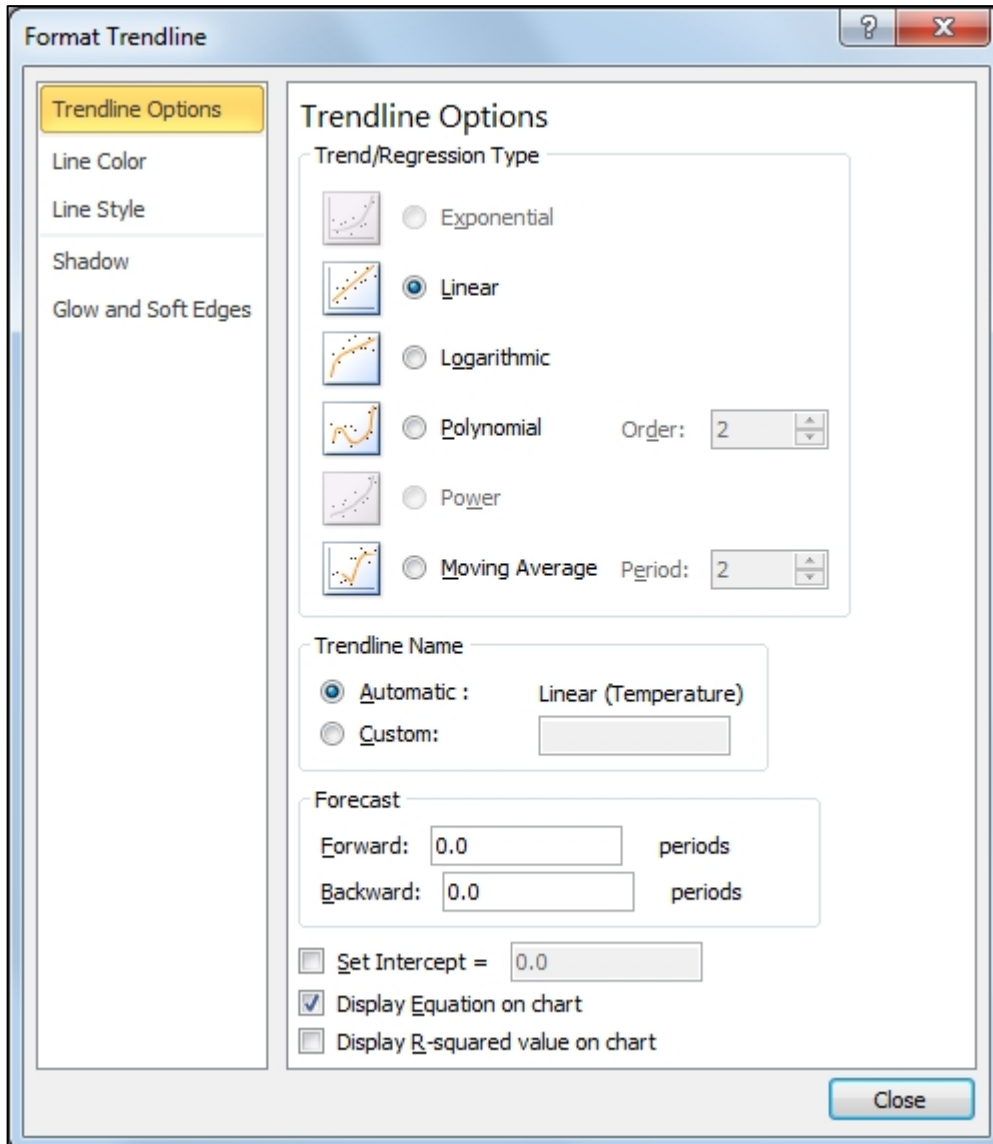 Format Trendline
Trendline Options
Line Color
Line Style
Shadow
Glow and Soft Edges
Trendline Options
Trend/Regression Type
Exponential
Linear
Logarithmic
Polynomial Order: 2
Power
Moving Average Period: 2
Trendline Name
Automatic : Linear (Temperature)
Custom:
Forecast
Forward: 0.0 periods
Backward: 0.0 periods
Set Intercept = 0.0
Display Equation on chart
Display R-squared value on chart
Close